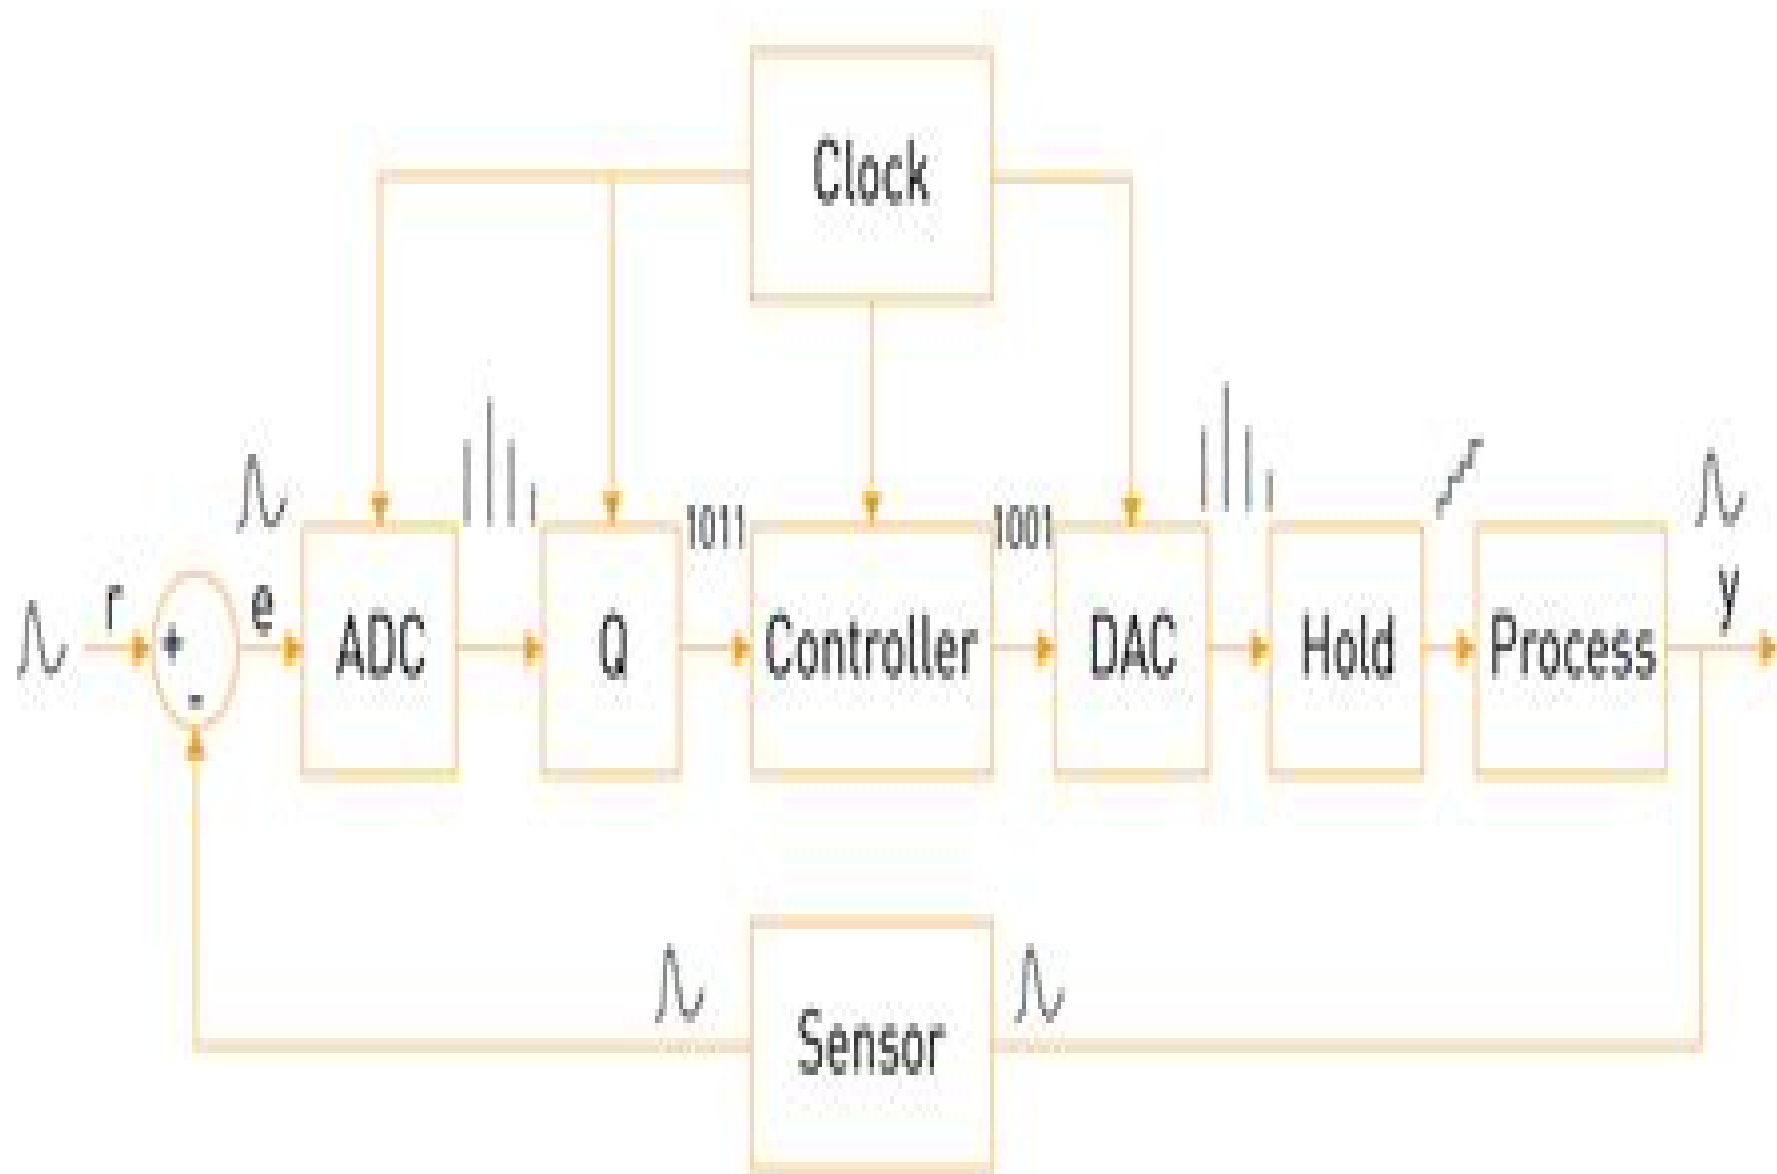 Clock
1011
1001
r
e
y
+
-
ADC
Q
Controller
DAC
Hold
Process
Sensor